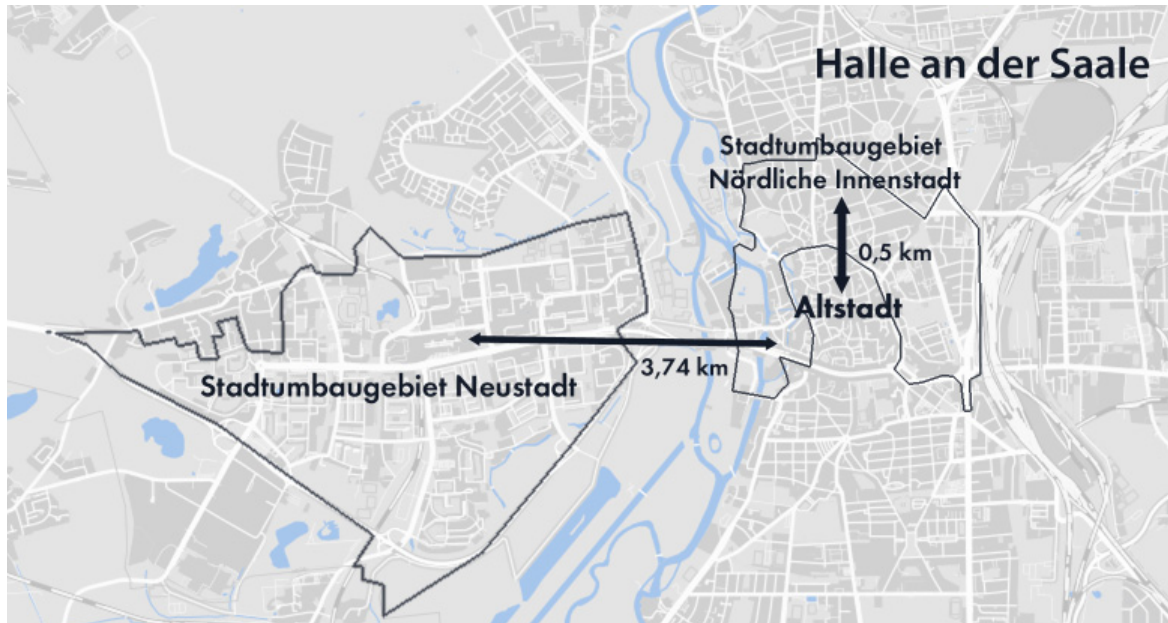 Halle an der Saale
Stadtumbaugebiet
Nördliche Innenstadt
0,5 km
Altstadt
3,74 km
Stadtumbaugebiet Neustadt